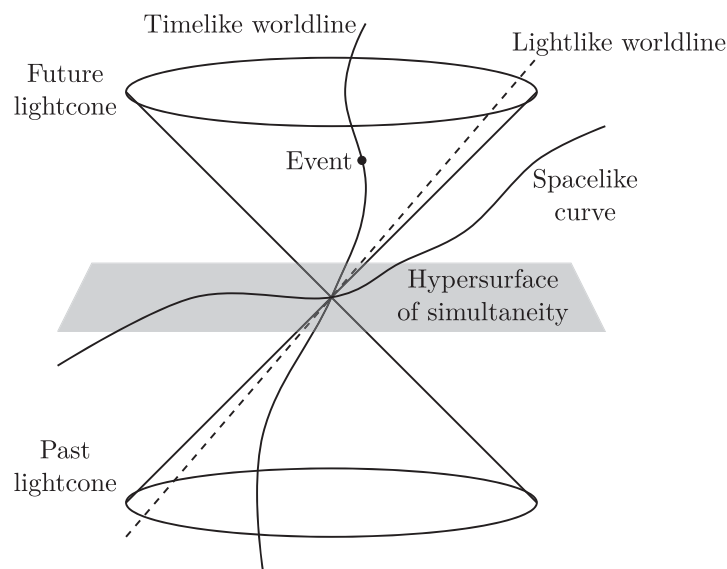 Timelike worldline
Lightlike worldline
Future
lightcone
Event
Spacelike
curve
Hypersurface
of simultaneity
Past
lightcone